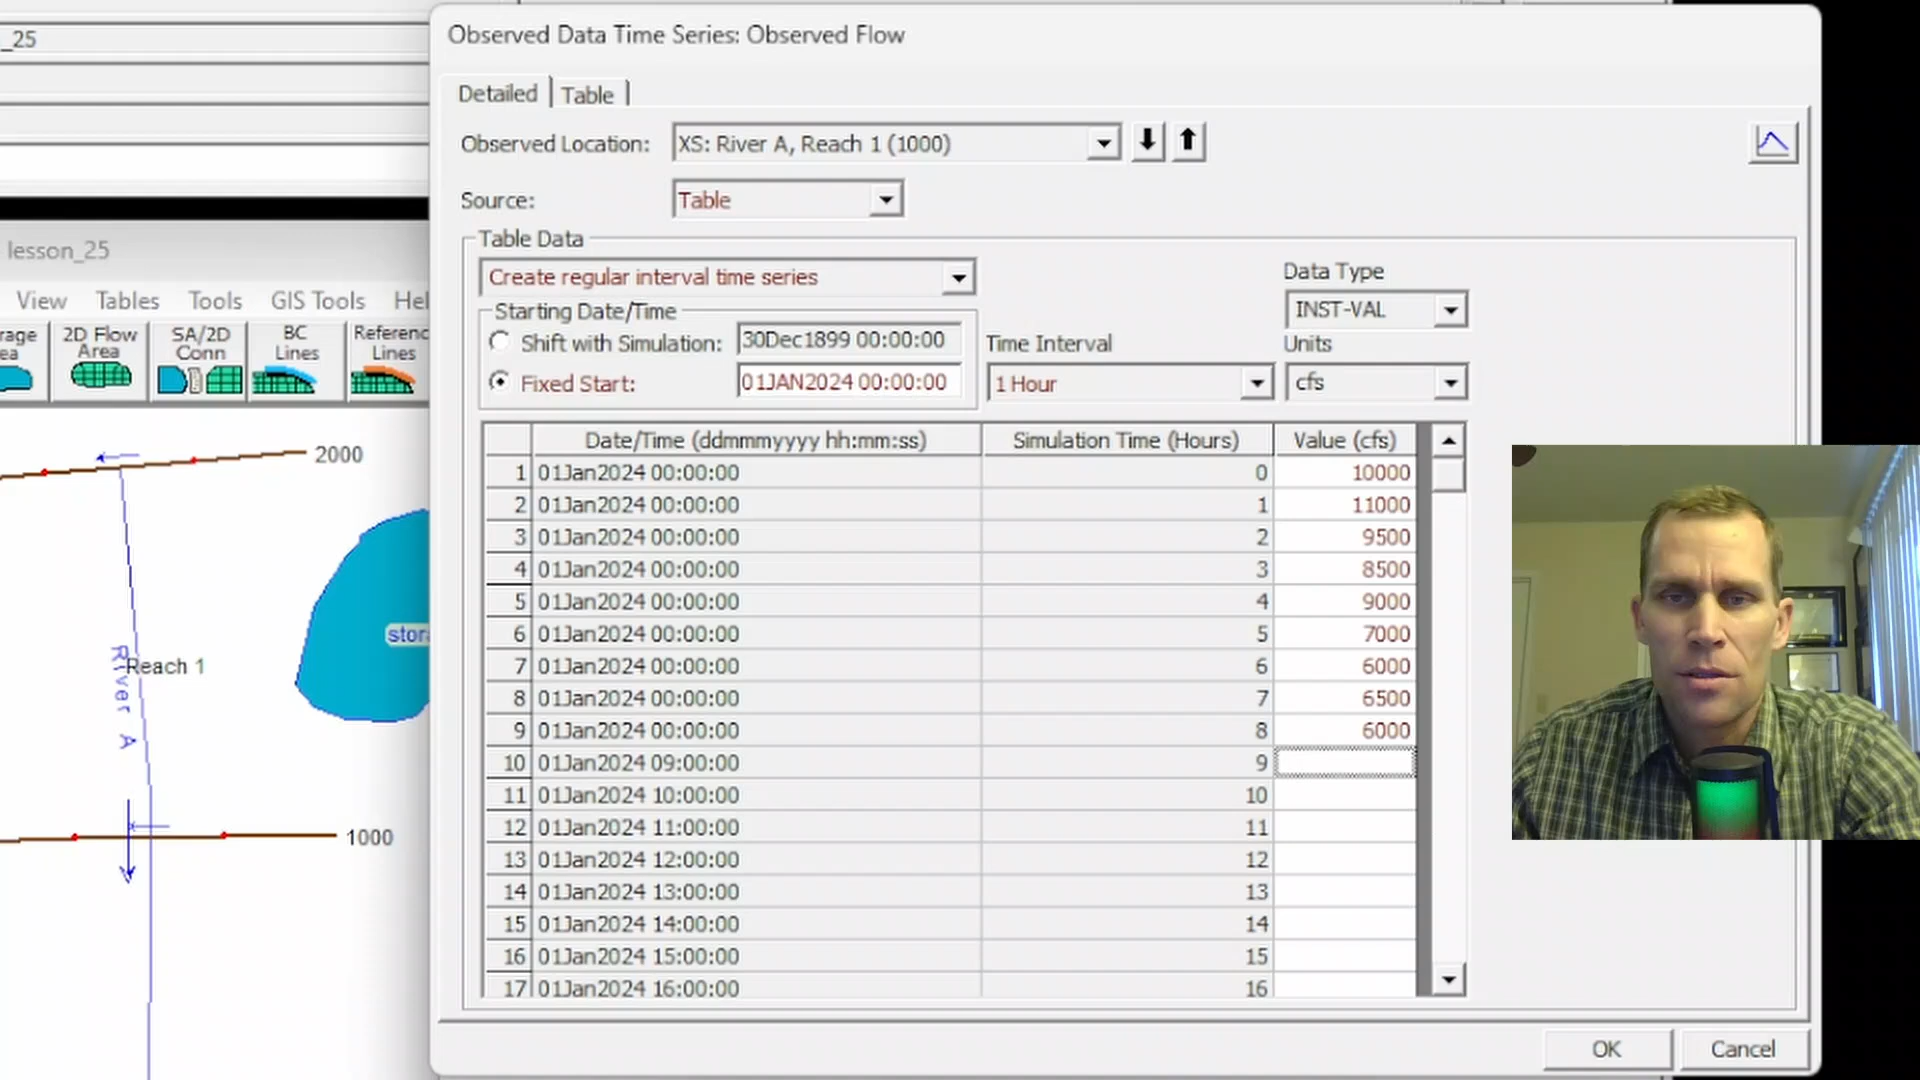 _25
lesson_25
View Tables Tools GIS Tools
2D Flow Area
SA/2D Conn
BC Lines
Lines
2000
River A
Reach 1
1000
Observed Data Time Series: Observed Flow
Detailed Table
Observed Location: XS: River A, Reach 1 (1000)
Source: Table
Table Data
Create regular interval time series
Data Type
INST-VAL
Starting Date/Time
Shift with Simulation: 30Dec1899 00:00:00
Time Interval
Units
Fixed Start: 01JAN2024 00:00:00
1 Hour
cfs
Date/Time (ddmmmyyyy hh:mm:ss) Simulation Time (Hours) Value (cfs)
1 01Jan2024 00:00:00 0 10000
2 01Jan2024 00:00:00 1 11000
3 01Jan2024 00:00:00 2 9500
4 01Jan2024 00:00:00 3 8500
5 01Jan2024 00:00:00 4 9000
6 01Jan2024 00:00:00 5 7000
7 01Jan2024 00:00:00 6 6000
8 01Jan2024 00:00:00 7 6500
9 01Jan2024 00:00:00 8 6000
10 01Jan2024 09:00:00 9
11 01Jan2024 10:00:00 10
12 01Jan2024 11:00:00 11
13 01Jan2024 12:00:00 12
14 01Jan2024 13:00:00 13
15 01Jan2024 14:00:00 14
16 01Jan2024 15:00:00 15
17 01Jan2024 16:00:00 16
OK Cancel